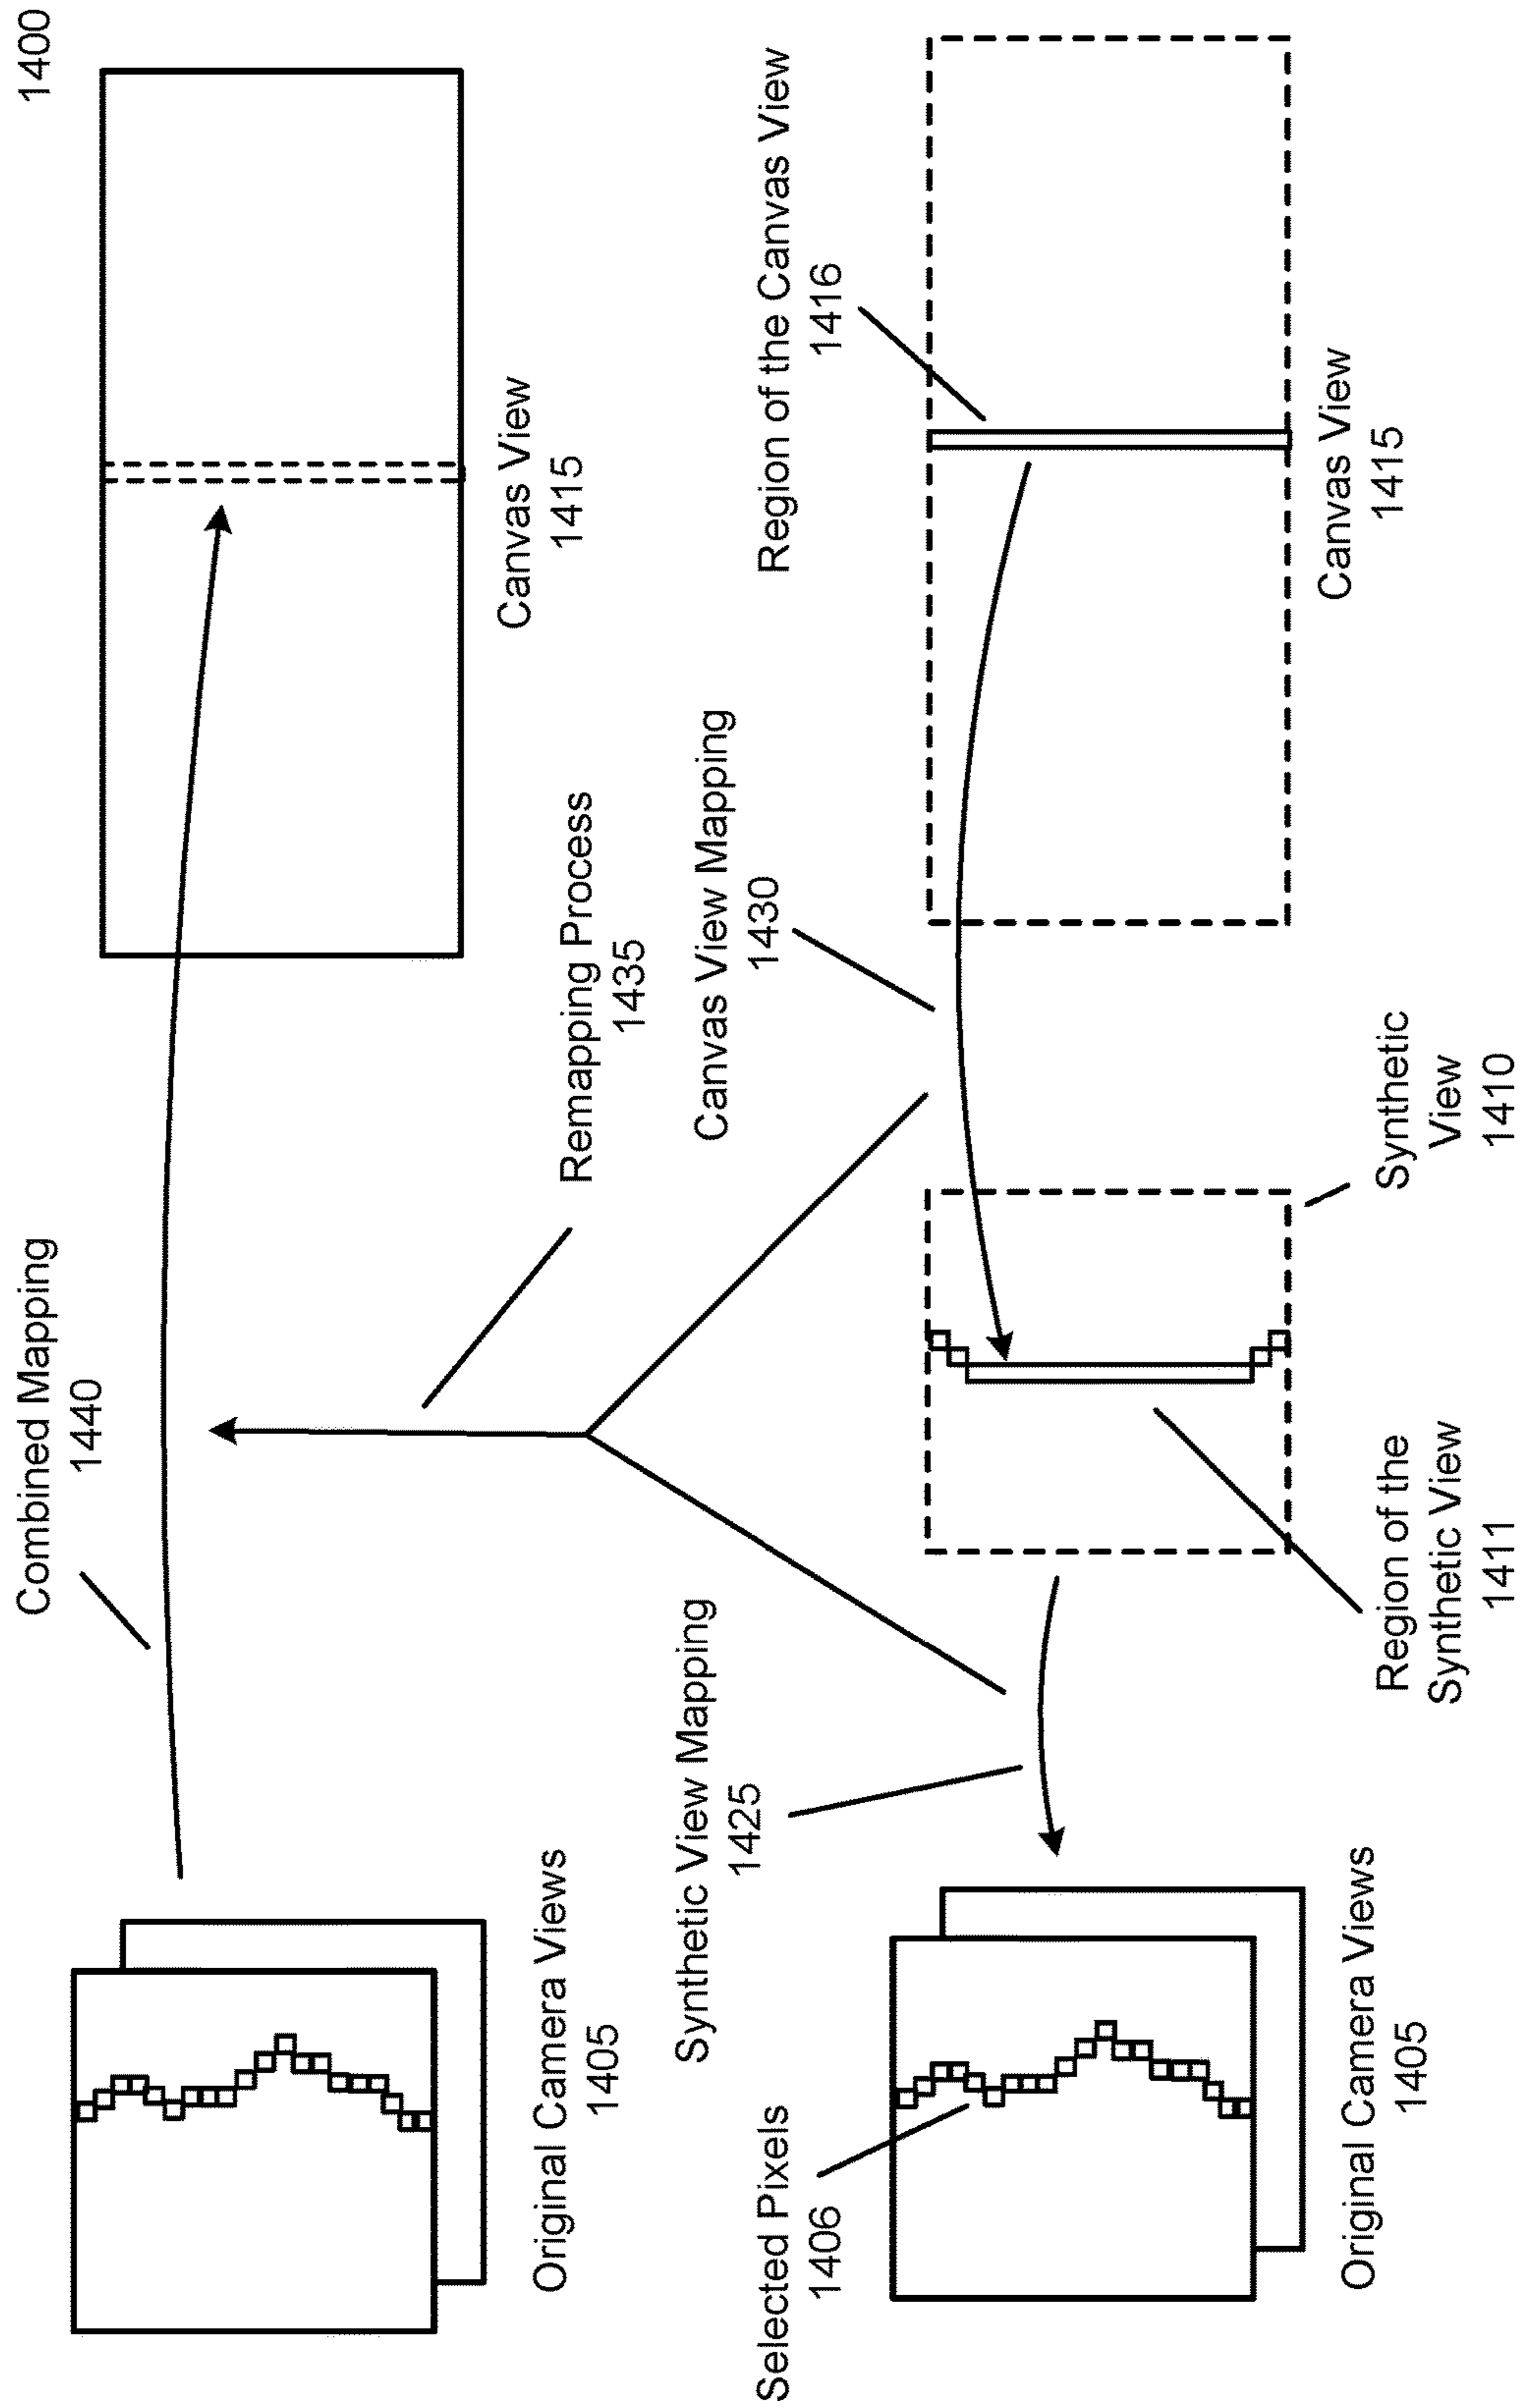 1400
Combined Mapping
1440
Original Camera Views
1405
Canvas View
1415
Remapping Process
1435
Synthetic View Mapping
1425
Canvas View Mapping
1430
Selected Pixels
1406
Region of the Canvas View
1416
Original Camera Views
1405
Region of the
Synthetic View
1411
Synthetic
View
1410
Canvas View
1415